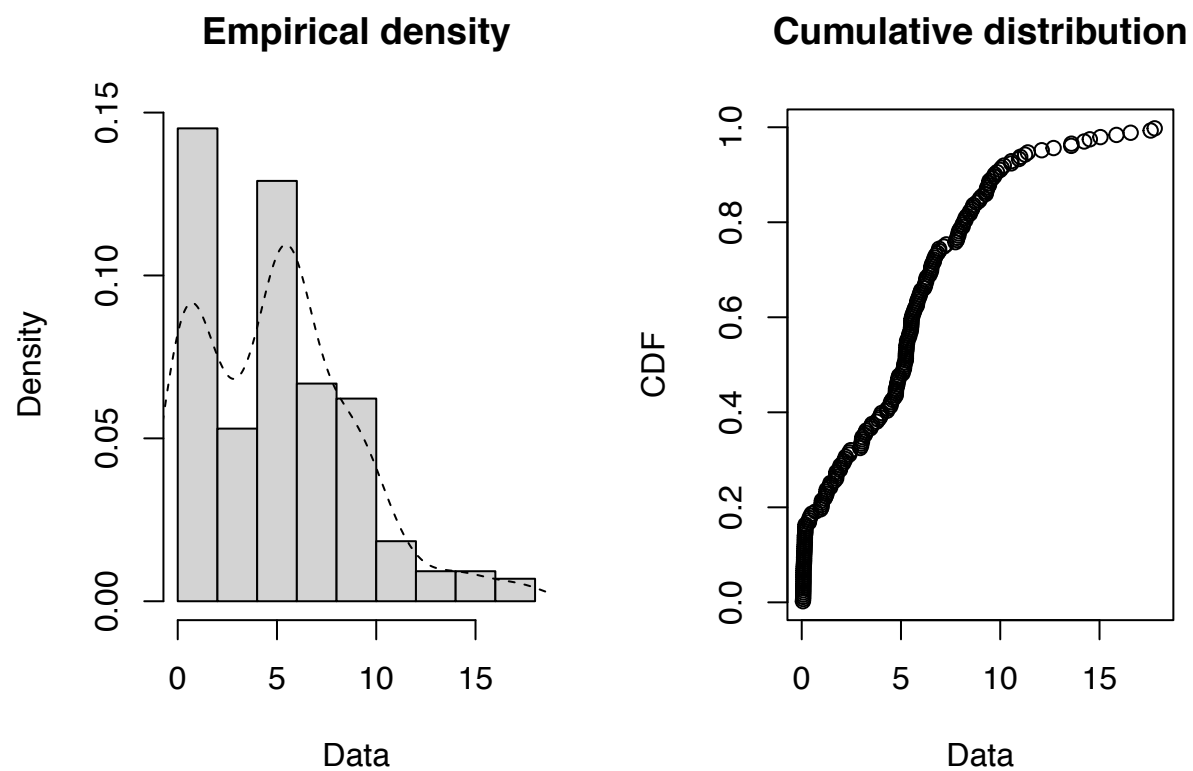 Empirical density
Density
0.00 0.05 0.10 0.15
0 5 10 15
Data
Cumulative distribution
CDF
0.0 0.2 0.4 0.6 0.8 1.0
0 5 10 15
Data